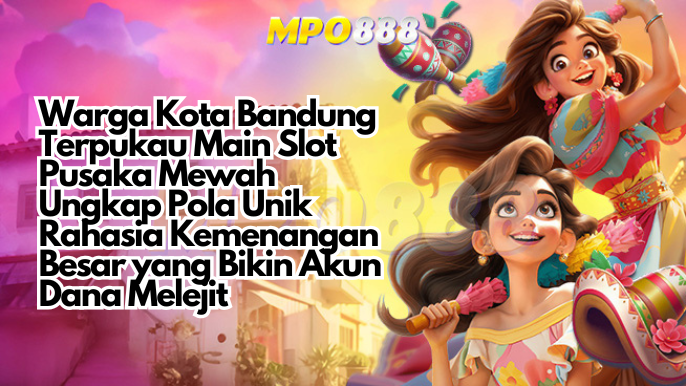 MPO888
Warga Kota Bandung
Terpukau Main Slot
Pusaka Mewah
Ungkap Pola Unik
Rahasia Kemenangan
Besar yang Bikin Akun
Dana Melejit